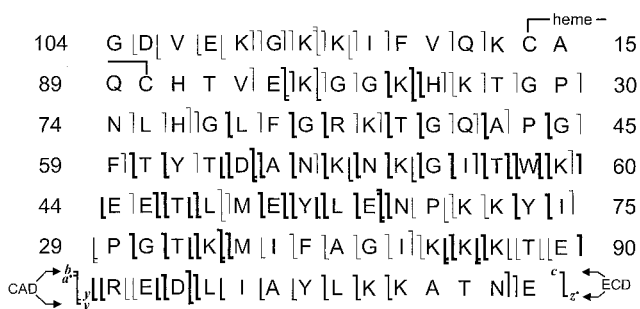 heme
104 G D V E K G K K I F V Q K C A 15
89 Q C H T V E K G G K H K T G P 30
74 N L H G L F G R K T G Q A P G 45
59 F T Y T D A N K N K G I T W K 60
44 E E T L M E Y L E N P K K Y I 75
29 P G T K M I F A G I K K K T E 90
CAD b a• y y R E D L I A Y L K K A T N E c z• ECD